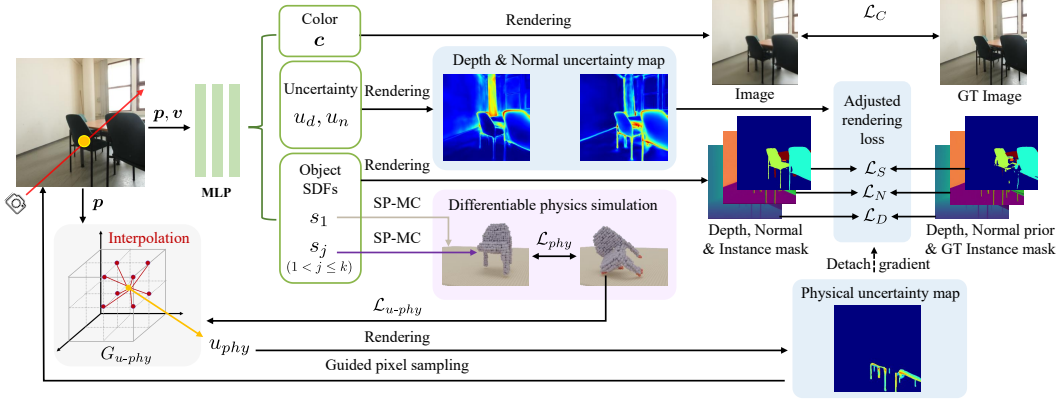 Color
c
Rendering
L_C
Depth & Normal uncertainty map
Uncertainty
u_d, u_n
Rendering
Image
GT Image
p, v
MLP
Adjusted
rendering
loss
Rendering
L_S
L_N
L_D
Object
SDFs
s_1
s_j
(1 < j ≤ k)
SP-MC
SP-MC
Differentiable physics simulation
L_phy
Depth, Normal
& Instance mask
Depth, Normal prior
& GT Instance mask
p
Interpolation
G_u-phy
L_u-phy
Detach gradient
Physical uncertainty map
u_phy
Rendering
Guided pixel sampling